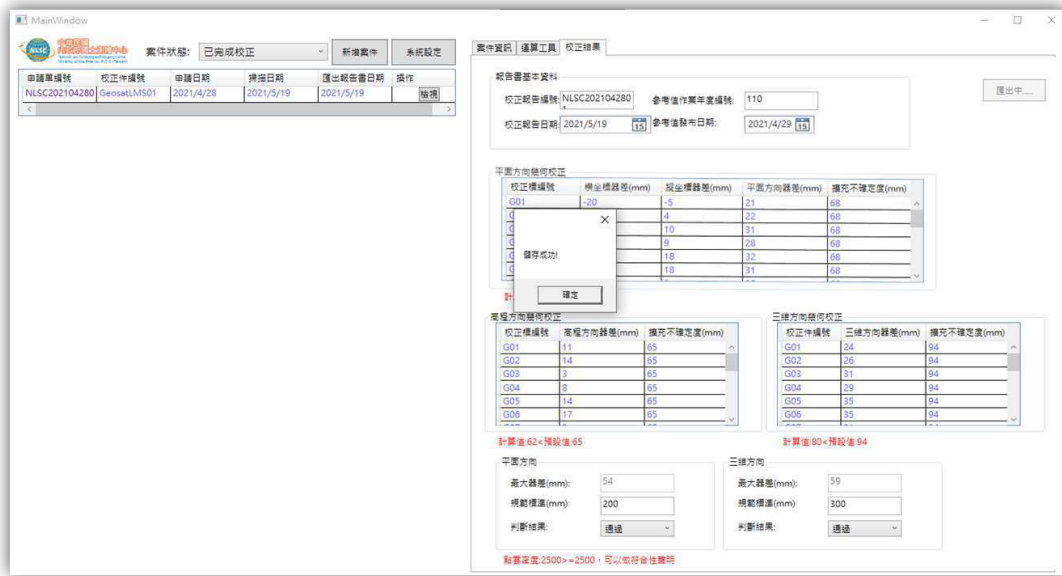 MainWindow
NLSC
案件狀態: 已完成校正 新增案件 系統設定
申請單編號 校正件編號 申請日期 掃描日期 匯出報告書日期 操作
NLSC202104280 GeosatLMS01 2021/4/28 2021/5/19 2021/5/19 檢視
案件資訊 運算工具 校正結果
報告書基本資料
校正報告編號: NLSC202104280 參考值作業年度編號: 110
校正報告日期: 2021/5/19 15 參考值發布日期: 2021/4/29 15
匯出中....
平面方向幾何校正
校正標編號 橫坐標器差(mm) 縱坐標器差(mm) 平面方向器差(mm) 擴充不確定度(mm)
G01 -20 -5 21 68
4 22 68
10 31 68
9 28 68
18 32 68
18 31 68
儲存成功!
確定
高程方向幾何校正
校正標編號 高程方向器差(mm) 擴充不確定度(mm)
G01 11 65
G02 14 65
G03 3 65
G04 8 65
G05 14 65
G06 17 65
計算值:62<預設值:65
三維方向幾何校正
校正件編號 三維方向器差(mm) 擴充不確定度(mm)
G01 24 94
G02 26 94
G03 31 94
G04 29 94
G05 35 94
G06 35 94
計算值:80<預設值:94
平面方向
最大器差(mm): 54
規範標準(mm): 200
判斷結果: 通過
三維方向
最大器差(mm): 59
規範標準(mm) 300
判斷結果: 通過
點雲密度:2500>=2500，可以做符合性聲明